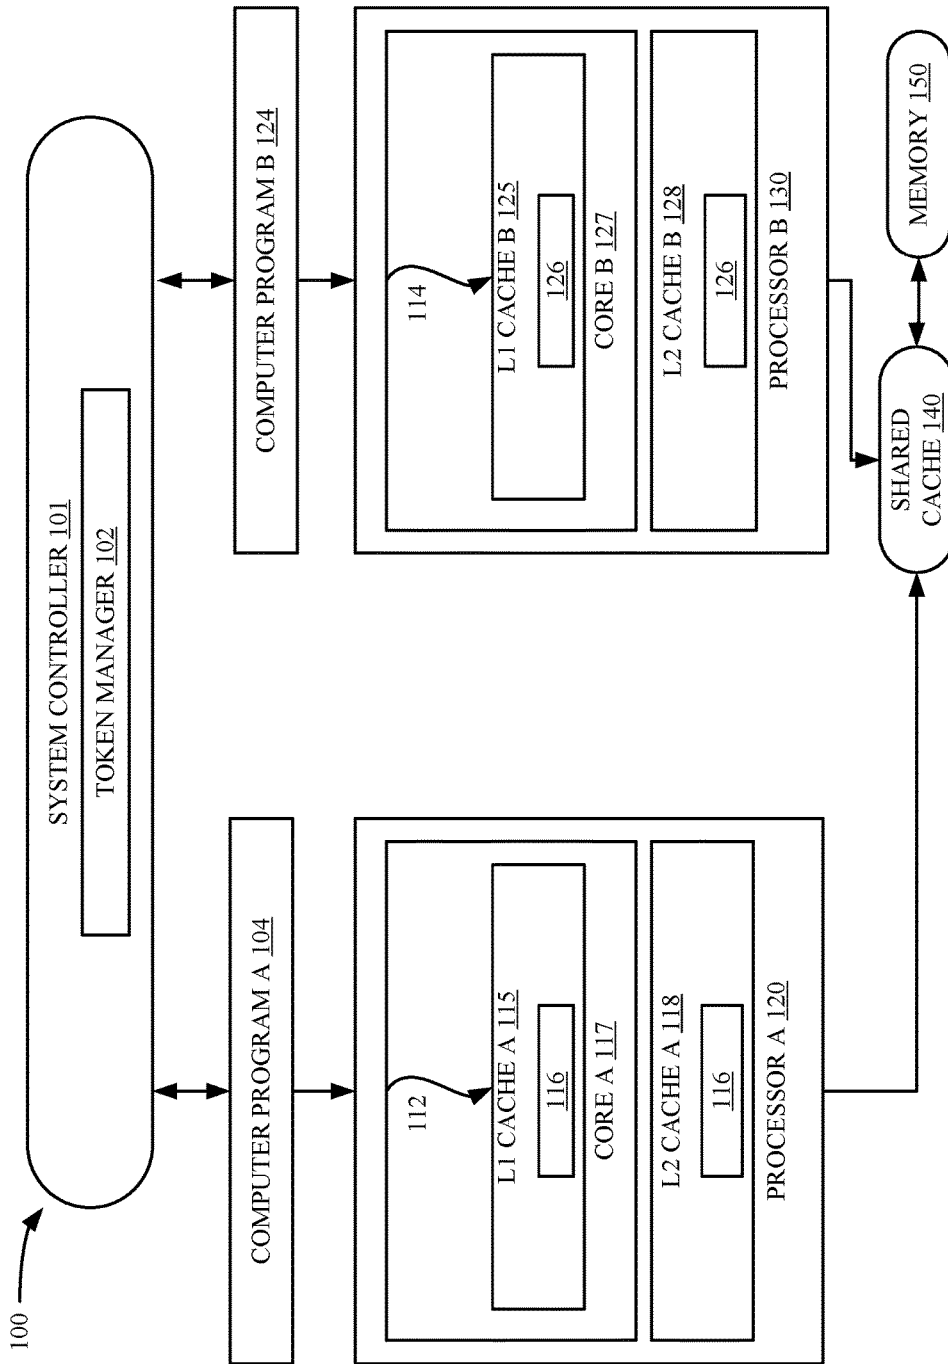 100
SYSTEM CONTROLLER 101
TOKEN MANAGER 102
COMPUTER PROGRAM A 104
COMPUTER PROGRAM B 124
112
L1 CACHE A 115
116
CORE A 117
L2 CACHE A 118
116
PROCESSOR A 120
114
L1 CACHE B 125
126
CORE B 127
L2 CACHE B 128
126
PROCESSOR B 130
SHARED
CACHE 140
MEMORY 150